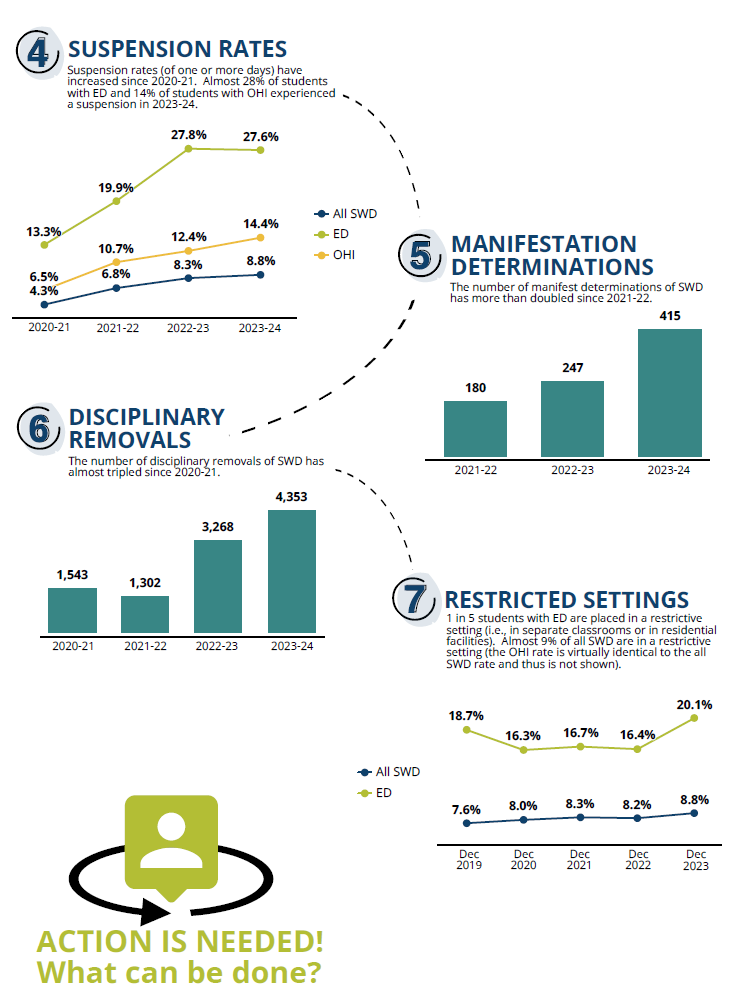 4
SUSPENSION RATES
Suspension rates (of one or more days) have
increased since 2020-21. Almost 28% of students
with ED and 14% of students with OHI experienced
a suspension in 2023-24.
27.8%
27.6%
19.9%
13.3%
14.4%
12.4%
10.7%
6.5%
4.3%
6.8%
8.3%
8.8%
2020-21
2021-22
2022-23
2023-24
All SWD
ED
OHI
5
MANIFESTATION
DETERMINATIONS
The number of manifest determinations of SWD
has more than doubled since 2021-22.
180
247
415
2021-22
2022-23
2023-24
6
DISCIPLINARY
REMOVALS
The number of disciplinary removals of SWD has
almost tripled since 2020-21.
1,543
1,302
3,268
4,353
2020-21
2021-22
2022-23
2023-24
7
RESTRICTED SETTINGS
1 in 5 students with ED are placed in a restrictive
setting (i.e., in separate classrooms or in residential
facilities). Almost 9% of all SWD are in a restrictive
setting (the OHI rate is virtually identical to the all
SWD rate and thus is not shown).
18.7%
16.3%
16.7%
16.4%
20.1%
All SWD
ED
7.6%
8.0%
8.3%
8.2%
8.8%
Dec
2019
Dec
2020
Dec
2021
Dec
2022
Dec
2023
ACTION IS NEEDED!
What can be done?